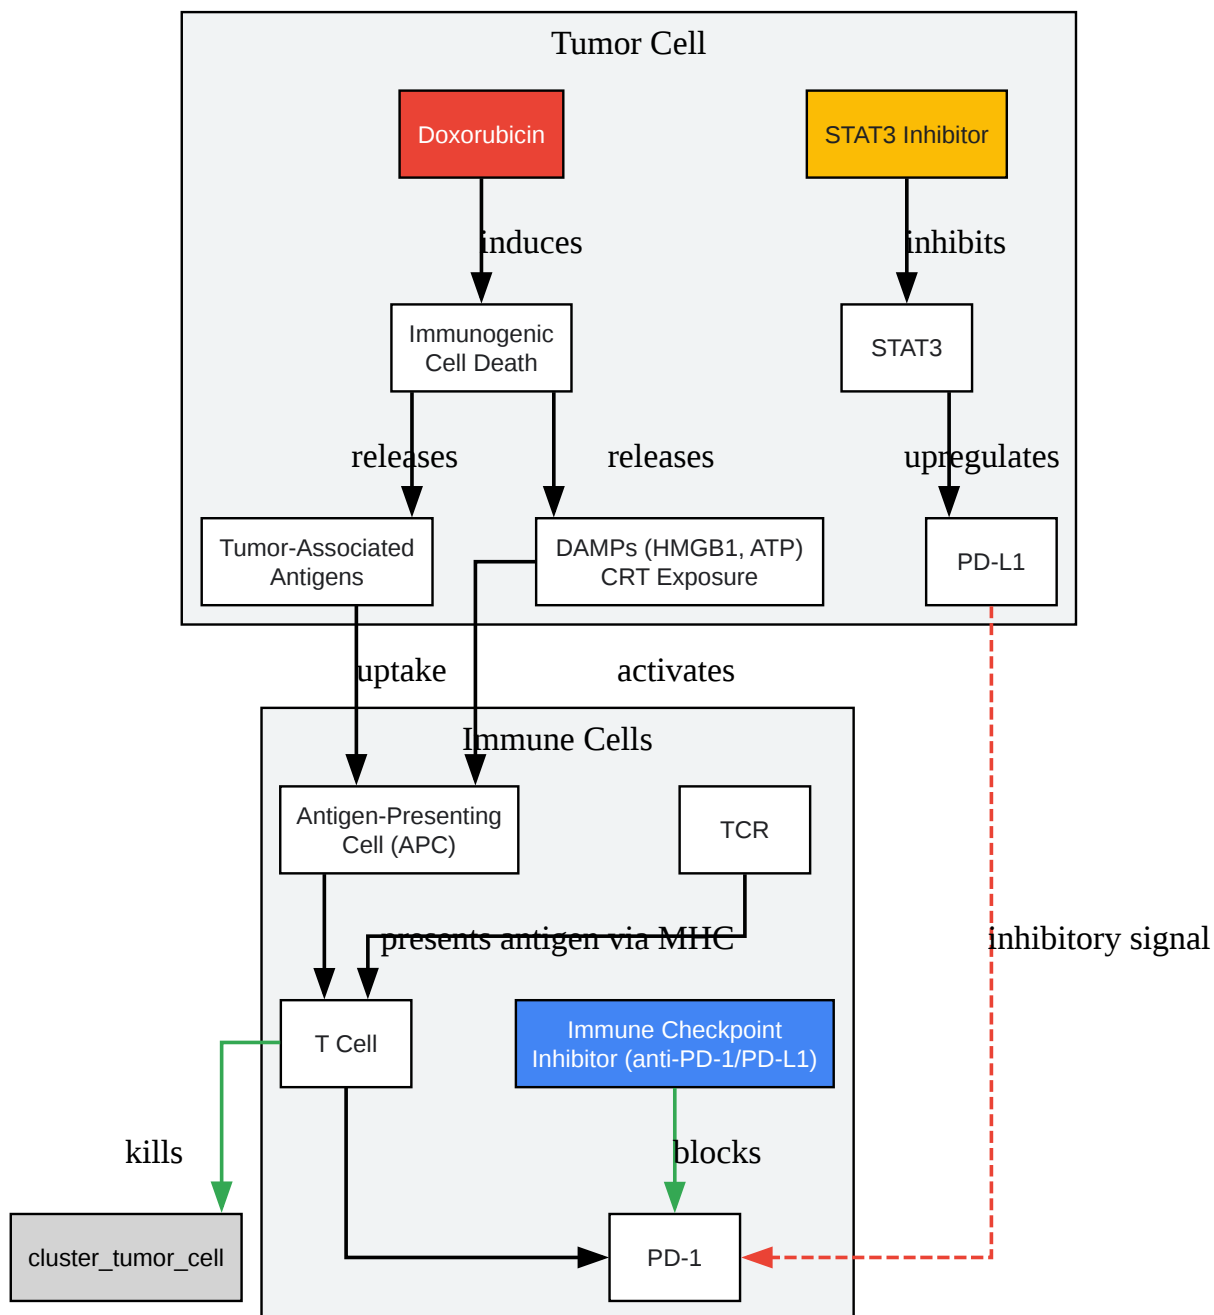 Tumor Cell
Doxorubicin
STAT3 Inhibitor
induces
inhibits
Immunogenic
Cell Death
STAT3
releases
releases
upregulates
Tumor-Associated
Antigens
DAMPs (HMGB1, ATP)
CRT Exposure
PD-L1
uptake
activates
Immune Cells
Antigen-Presenting
Cell (APC)
TCR
presents antigen via MHC
inhibitory signal
T Cell
Immune Checkpoint
Inhibitor (anti-PD-1/PD-L1)
kills
blocks
cluster_tumor_cell
PD-1